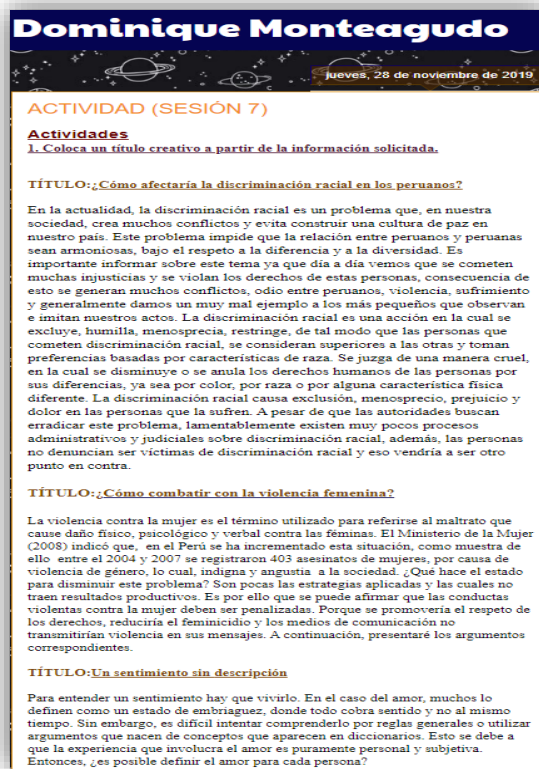 Dominique Monteagudo
jueves, 28 de noviembre de 2019
ACTIVIDAD (SESIÓN 7)
Actividades
1. Coloca un título creativo a partir de la información solicitada.
TÍTULO:¿Cómo afectaría la discriminación racial en los peruanos?
En la actualidad, la discriminación racial es un problema que, en nuestra
sociedad, crea muchos conflictos y evita construir una cultura de paz en
nuestro país. Este problema impide que la relación entre peruanos y peruanas
sean armoniosas, bajo el respeto a la diferencia y a la diversidad. Es
importante informar sobre este tema ya que día a día vemos que se cometen
muchas injusticias y se violan los derechos de estas personas, consecuencia de
esto se generan muchos conflictos, odio entre peruanos, violencia, sufrimiento
y generalmente damos un muy mal ejemplo a los más pequeños que observan
e imitan nuestros actos. La discriminación racial es una acción en la cual se
excluye, humilla, menosprecia, restringe, de tal modo que las personas que
cometen discriminación racial, se consideran superiores a las otras y toman
preferencias basadas por características de raza. Se juzga de una manera cruel,
en la cual se disminuye o se anula los derechos humanos de las personas por
sus diferencias, ya sea por color, por raza o por alguna característica física
diferente. La discriminación racial causa exclusión, menosprecio, prejuicio y
dolor en las personas que la sufren. A pesar de que las autoridades buscan
erradicar este problema, lamentablemente existen muy pocos procesos
administrativos y judiciales sobre discriminación racial, además, las personas
no denuncian ser víctimas de discriminación racial y eso vendría a ser otro
punto en contra.
TÍTULO:¿Cómo combatir con la violencia femenina?
La violencia contra la mujer es el término utilizado para referirse al maltrato que
cause daño físico, psicológico y verbal contra las féminas. El Ministerio de la Mujer
(2008) indicó que, en el Perú se ha incrementado esta situación, como muestra de
ello entre el 2004 y 2007 se registraron 403 asesinatos de mujeres, por causa de
violencia de género, lo cual, indigna y angustia a la sociedad. ¿Qué hace el estado
para disminuir este problema? Son pocas las estrategias aplicadas y las cuales no
traen resultados productivos. Es por ello que se puede afirmar que las conductas
violentas contra la mujer deben ser penalizadas. Porque se promovería el respeto de
los derechos, reduciría el feminicidio y los medios de comunicación no
transmitirían violencia en sus mensajes. A continuación, presentaré los argumentos
correspondientes.
TÍTULO:Un sentimiento sin descripción
Para entender un sentimiento hay que vivirlo. En el caso del amor, muchos lo
definen como un estado de embriaguez, donde todo cobra sentido y no al mismo
tiempo. Sin embargo, es difícil intentar comprenderlo por reglas generales o utilizar
argumentos que nacen de conceptos que aparecen en diccionarios. Esto se debe a
que la experiencia que involucra el amor es puramente personal y subjetiva.
Entonces, ¿es posible definir el amor para cada persona?